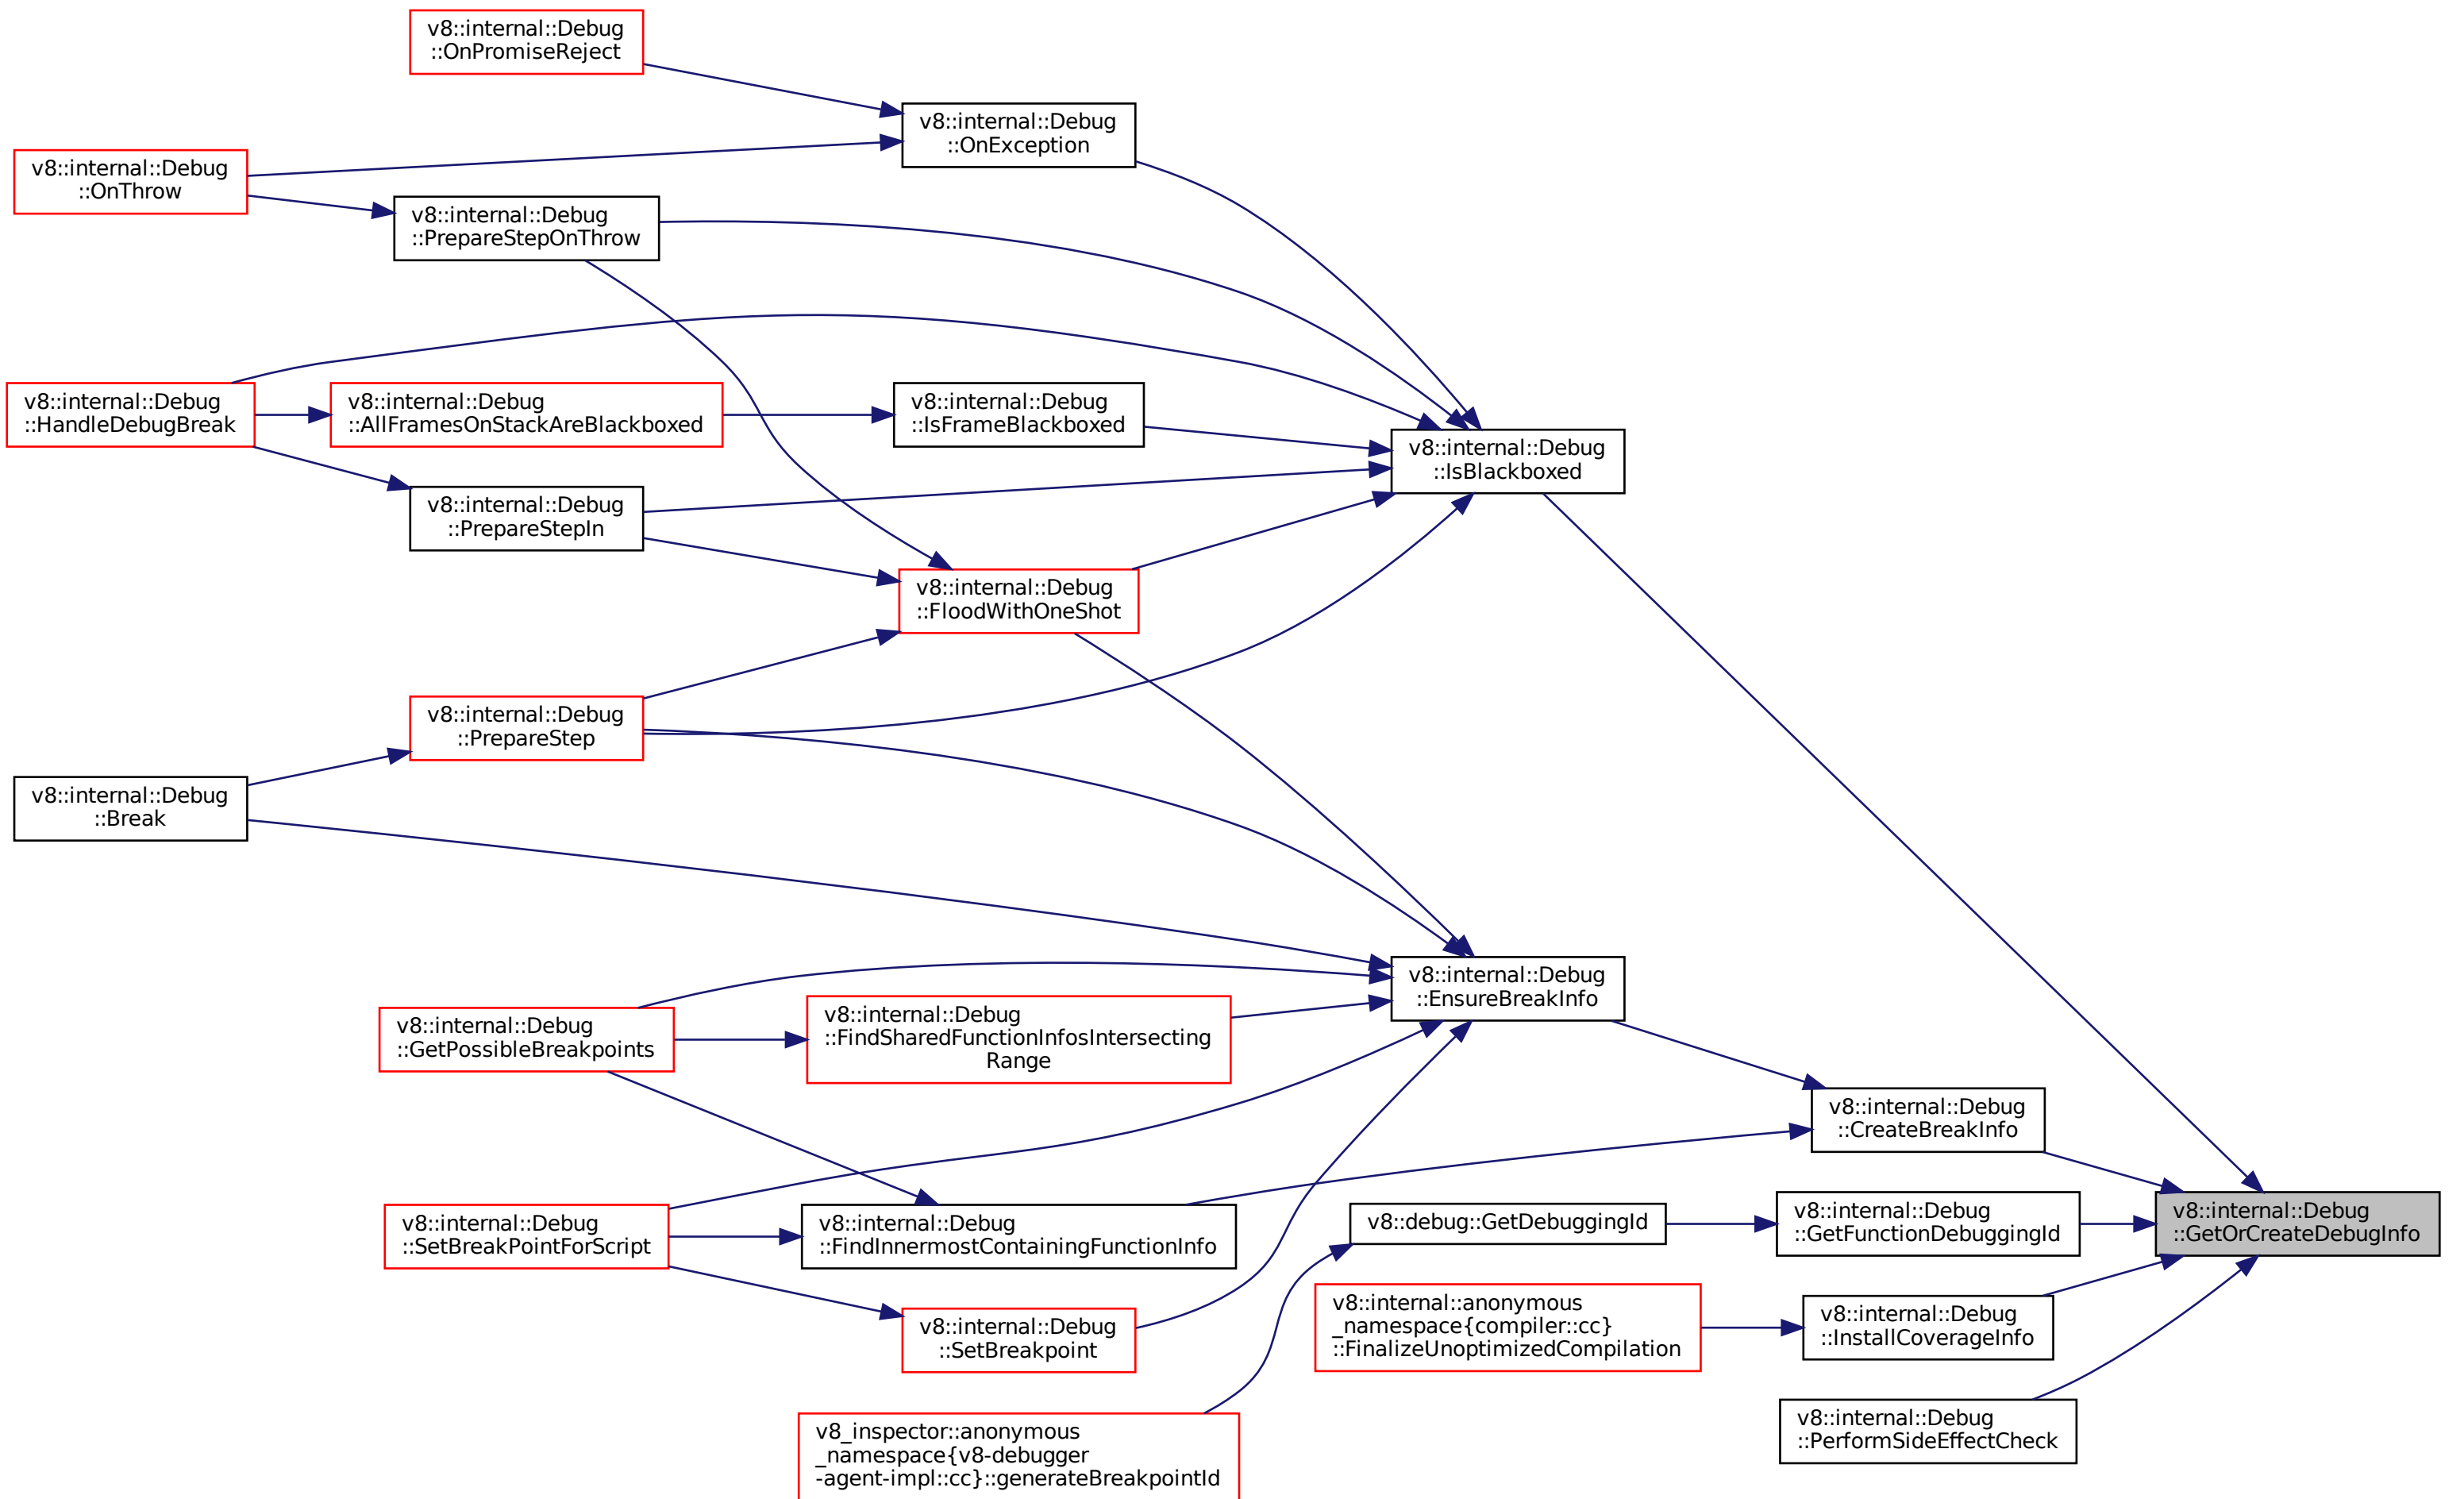 v8::internal::Debug
::OnPromiseReject
v8::internal::Debug
::OnException
v8::internal::Debug
::OnThrow
v8::internal::Debug
::PrepareStepOnThrow
v8::internal::Debug
::HandleDebugBreak
v8::internal::Debug
::AllFramesOnStackAreBlackboxed
v8::internal::Debug
::IsFrameBlackboxed
v8::internal::Debug
::IsBlackboxed
v8::internal::Debug
::PrepareStepIn
v8::internal::Debug
::FloodWithOneShot
v8::internal::Debug
::PrepareStep
v8::internal::Debug
::Break
v8::internal::Debug
::EnsureBreakInfo
v8::internal::Debug
::GetPossibleBreakpoints
v8::internal::Debug
::FindSharedFunctionInfosIntersecting
Range
v8::internal::Debug
::CreateBreakInfo
v8::internal::Debug
::SetBreakPointForScript
v8::internal::Debug
::FindInnermostContainingFunctionInfo
v8::debug::GetDebuggingId
v8::internal::Debug
::GetFunctionDebuggingId
v8::internal::Debug
::GetOrCreateDebugInfo
v8::internal::Debug
::SetBreakpoint
v8::internal::anonymous
_namespace{compiler::cc}
::FinalizeUnoptimizedCompilation
v8::internal::Debug
::InstallCoverageInfo
v8_inspector::anonymous
_namespace{v8-debugger
-agent-impl::cc}::generateBreakpointId
v8::internal::Debug
::PerformSideEffectCheck